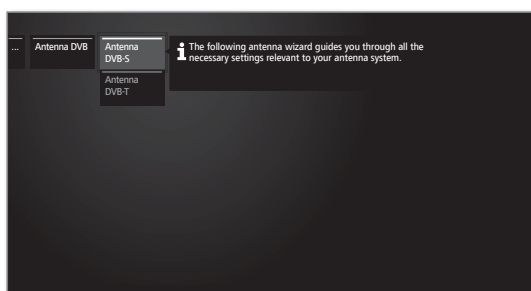 ...
Antenna DVB
Antenna
DVB-S
The following antenna wizard guides you through all the
necessary settings relevant to your antenna system.
Antenna
DVB-T